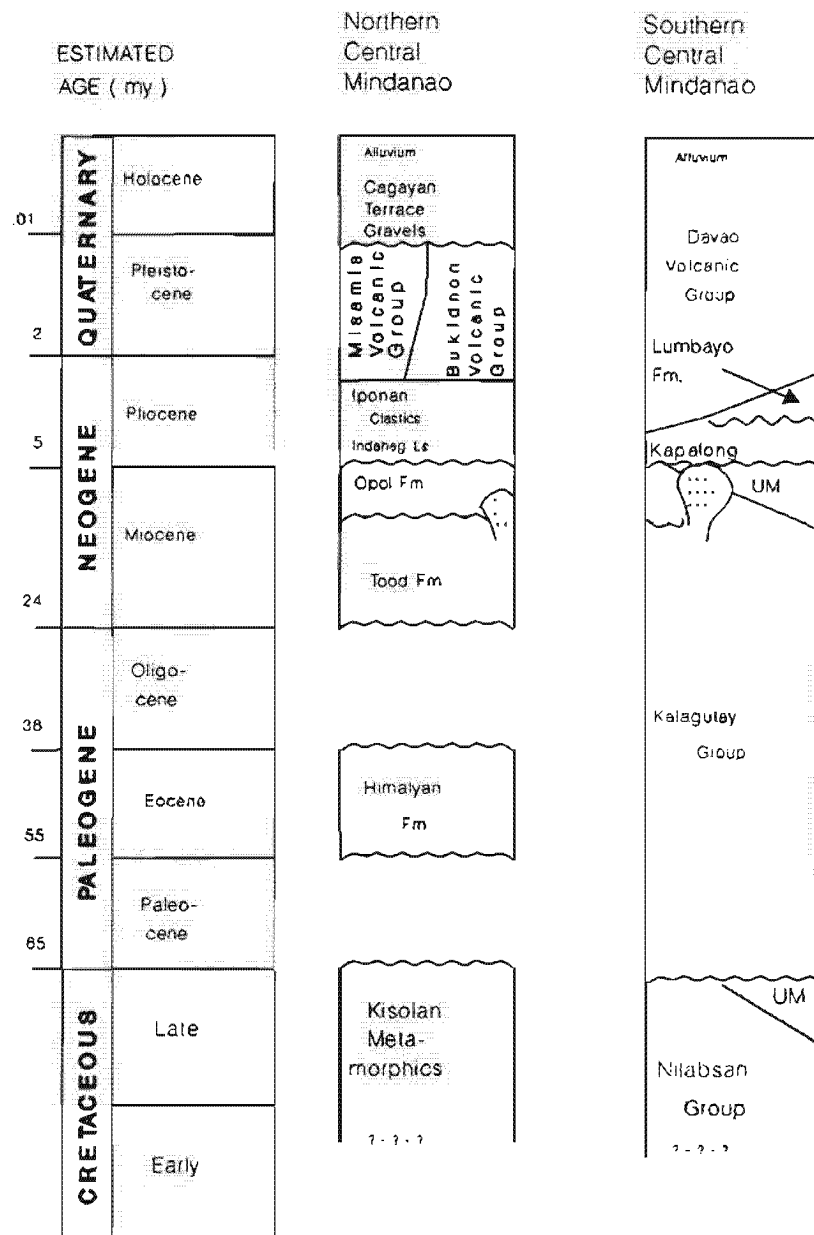 ESTIMATED
AGE ( my )
Northern
Central
Mindanao
Southern
Central
Mindanao
QUATERNARY
NEOGENE
PALEOGENE
CRETACEOUS
.01
2
5
24
38
55
65
Holocene
Pleisto-
cene
Pliocene
Miocene
Oligo-
cene
Eocene
Paleo-
cene
Late
Early
Alluvium
Cagayan
Terrace
Gravels
Misamis
Volcanic
Group
Bukidnon
Volcanic
Group
Iponan
Clastics
Indahag Ls
Opol Fm
Tood Fm
Himalyan
Fm
Kisolan
Meta-
morphics
? - ? - ?
Alluvium
Davao
Volcanic
Group
Lumbayo
Fm.
Kapalong
UM
Kalagutay
Group
UM
Nilabsan
Group
? - ? - ?